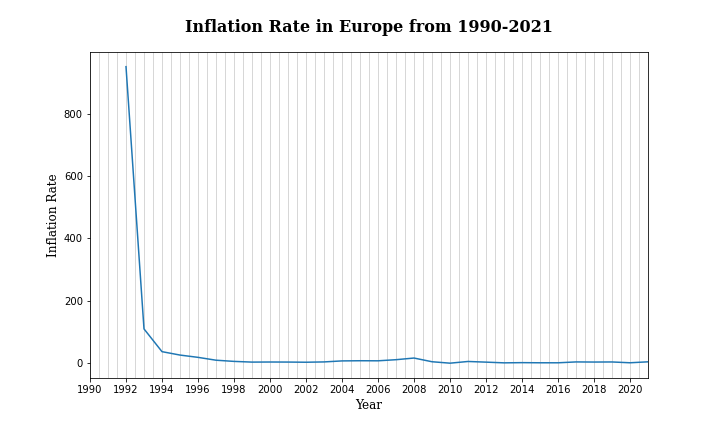 Inflation Rate in Europe from 1990-2021
800
600
400
200
0
Inflation Rate
1990 1992 1994 1996 1998 2000 2002 2004 2006 2008 2010 2012 2014 2016 2018 2020
Year